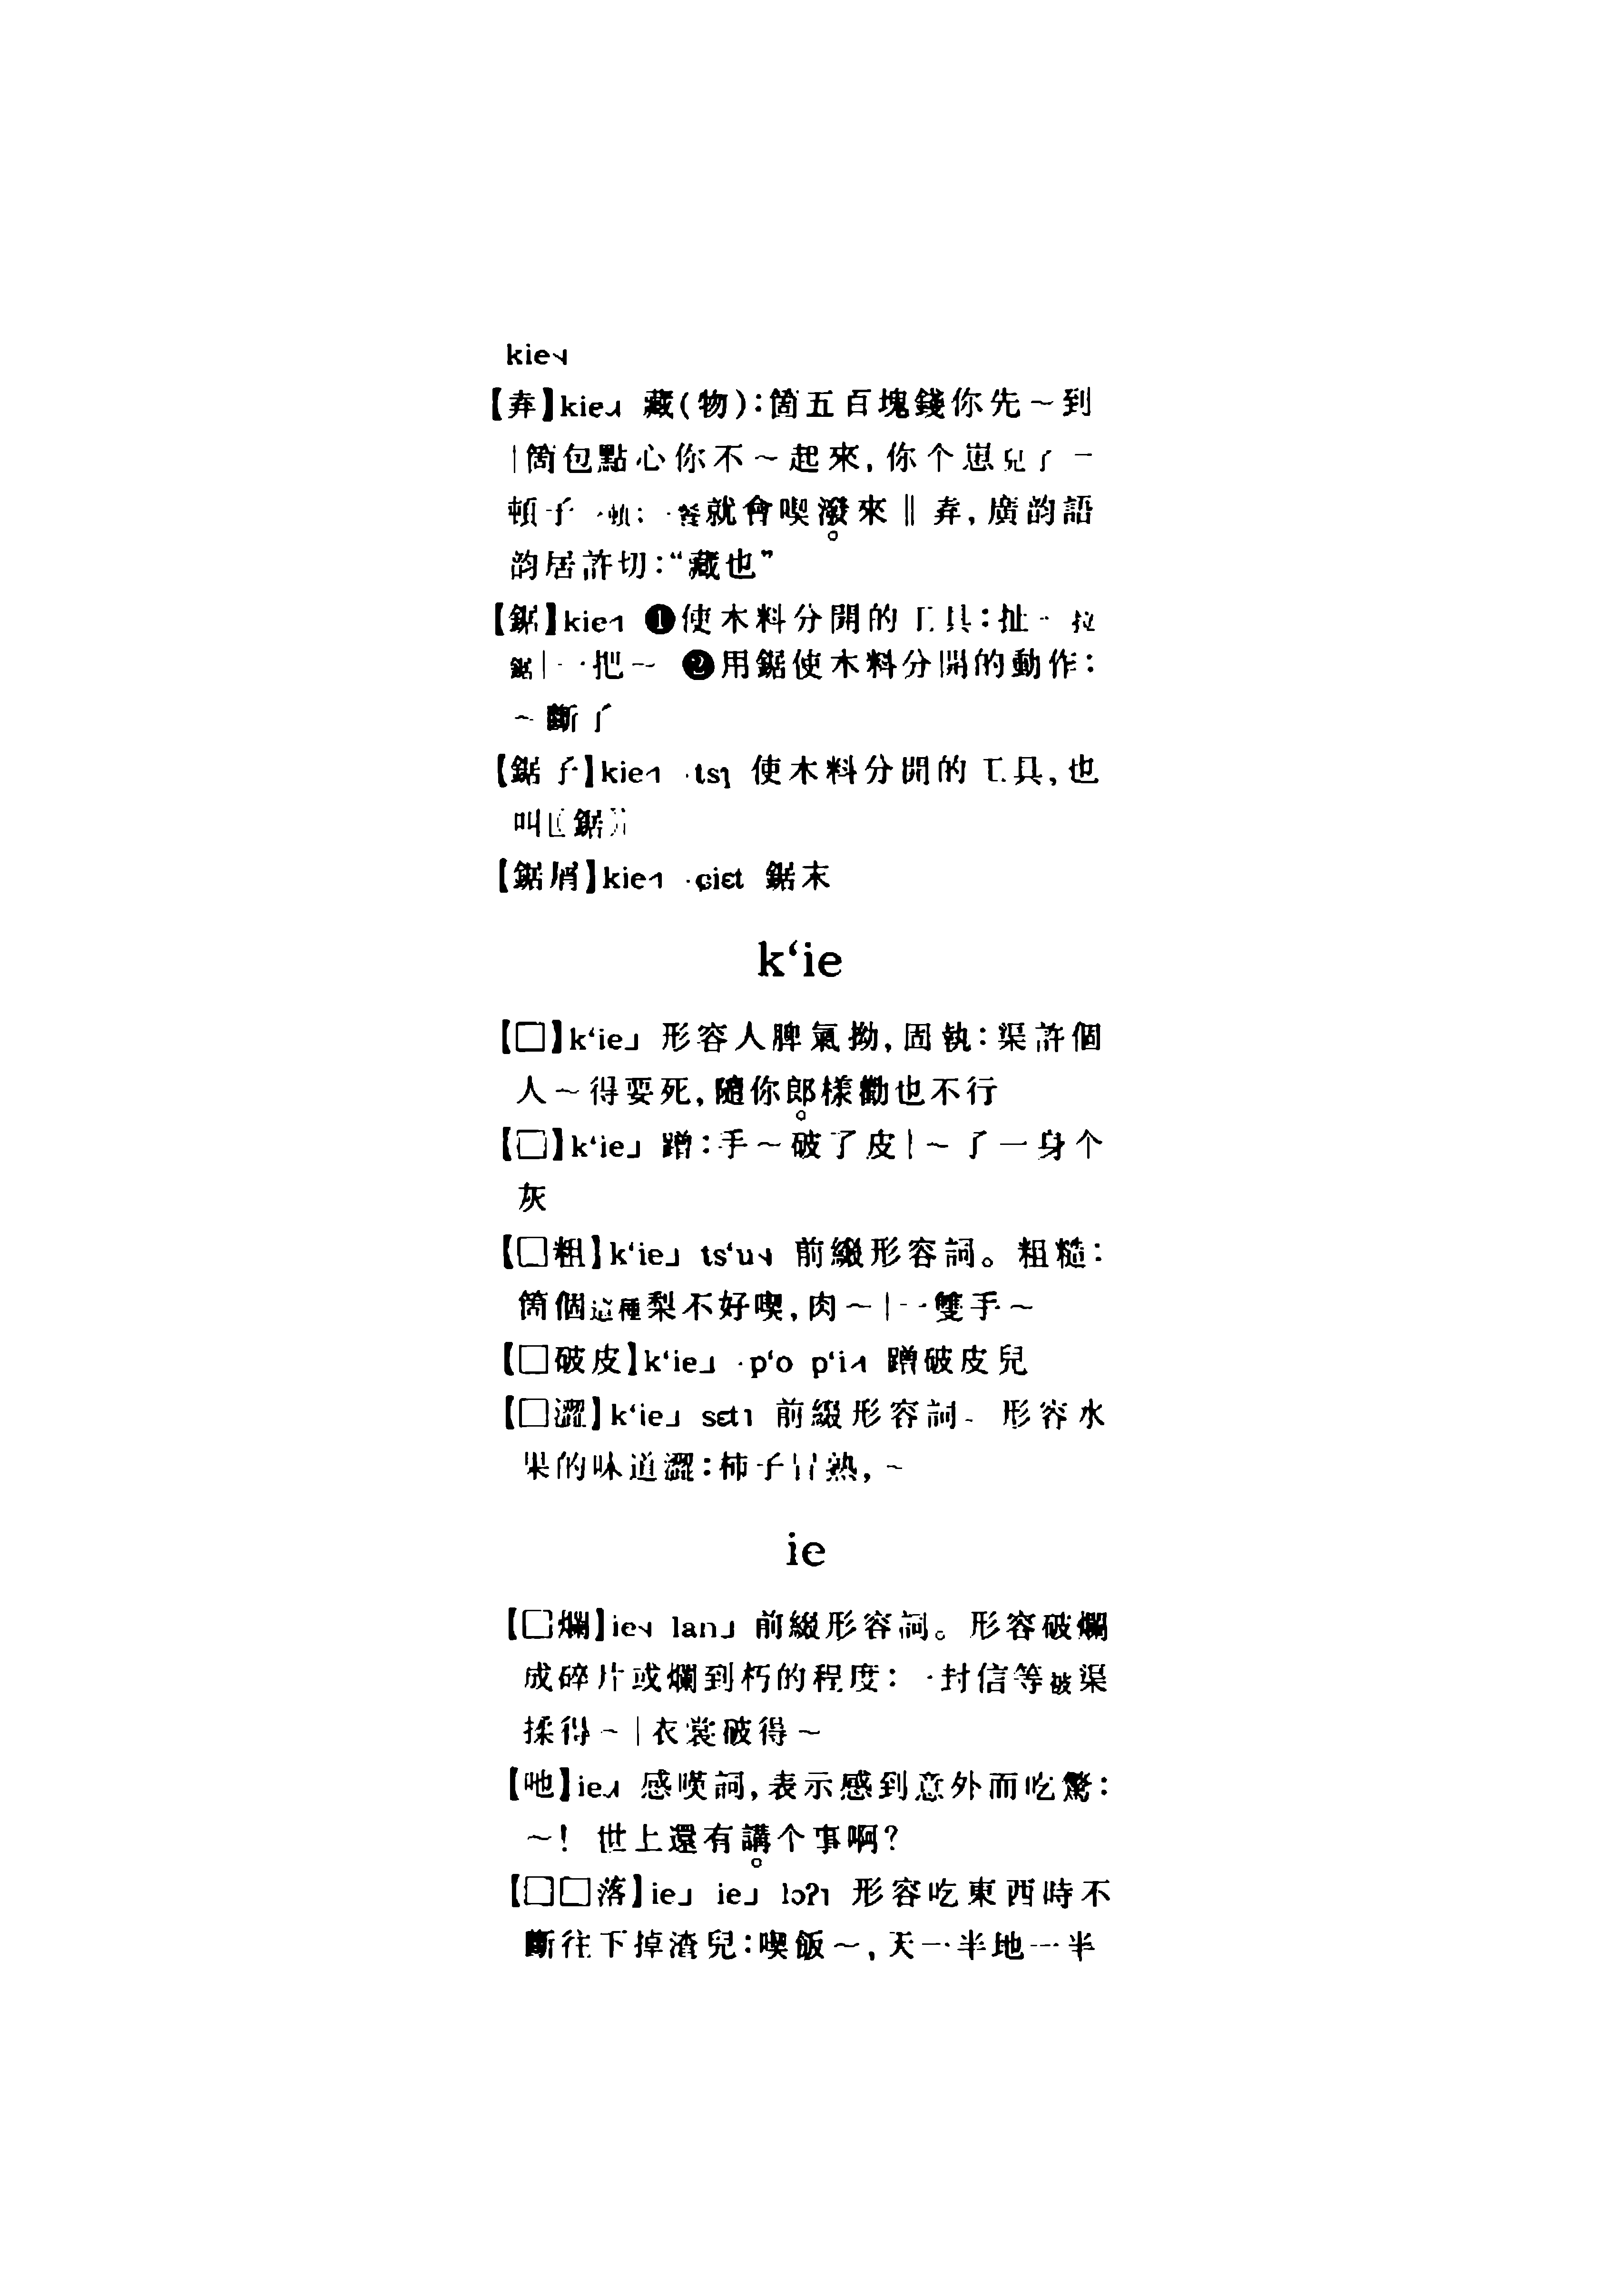 kie˧˩
【弆】kie˨˩˧ 藏(物)：箇五百塊錢你先～到
｜箇包點心你不～起來，你个崽兒子一
頓子一頓；一餐就會喫潑來‖弆，廣韵語
韵居許切：“藏也”
【鋸】kie˧˥ ❶使木料分開的工具：扯～拉
鋸｜一把～ ❷用鋸使木料分開的動作：
～斷了
【鋸子】kie˧˥ ·tsɿ 使木料分開的工具，也
叫〖鋸〗
【鋸屑】kie˧˥ ·ɕiɛt 鋸末
k‘ie
【□】k‘ie˩ 形容人脾氣拗，固執：渠許個
人～得要死，隨你郎樣勸也不行
【□】k‘ie˩ 蹭：手～破了皮｜～了一身个
灰
【□粗】k‘ie˩ ts‘u˧˩ 前綴形容詞。粗糙：
箇個這種梨不好喫，肉～｜一雙手～
【□破皮】k‘ie˩ ·p‘o p‘i˨˦ 蹭破皮兒
【□澀】k‘ie˩ sɛt˥ 前綴形容詞。形容水
果的味道澀：柿子冇熟，～
ie
【□爛】ie˧˩ lan˩ 前綴形容詞。形容破爛
成碎片或爛到朽的程度：一封信等被渠
揉得～｜衣裳破得～
【吔】ie˨˦ 感嘆詞，表示感到意外而吃驚：
～！世上還有講个事啊？
【□□落】ie˩ ie˩ lɔʔ˥ 形容吃東西時不
斷往下掉渣兒：喫飯～，天一半地一半